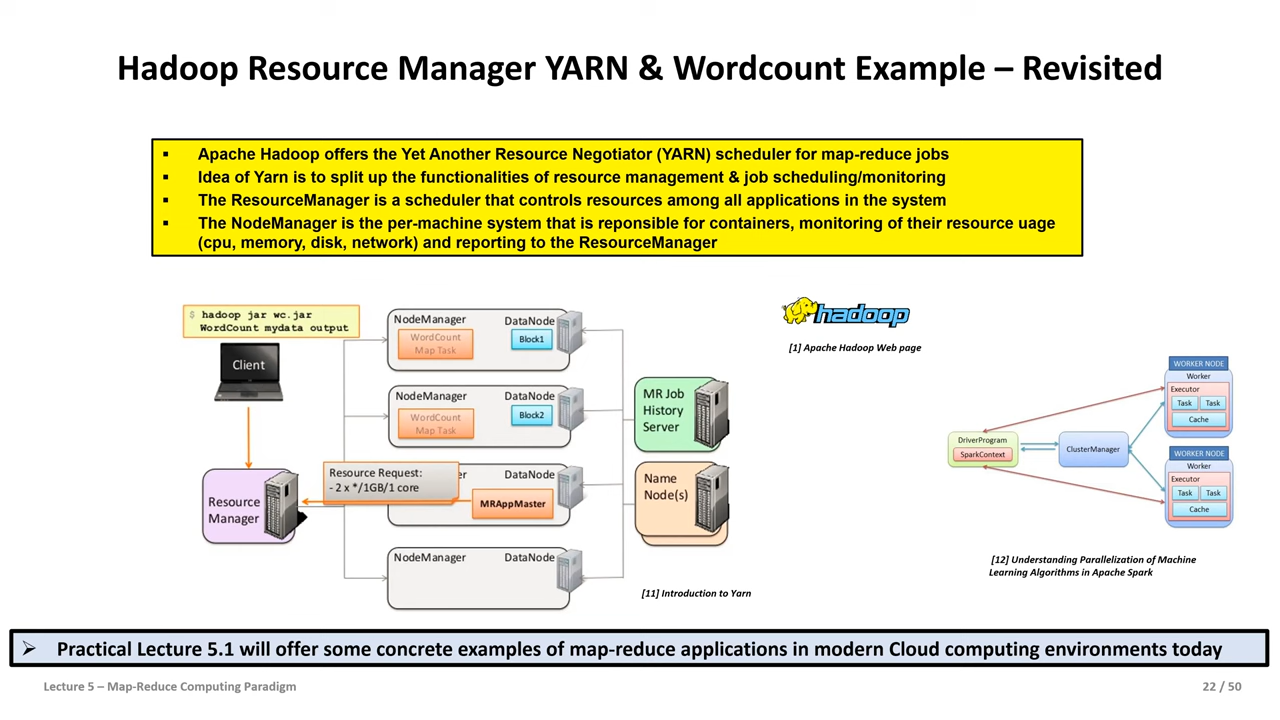 Hadoop Resource Manager YARN & Wordcount Example – Revisited
▪ Apache Hadoop offers the Yet Another Resource Negotiator (YARN) scheduler for map-reduce jobs
▪ Idea of Yarn is to split up the functionalities of resource management & job scheduling/monitoring
▪ The ResourceManager is a scheduler that controls resources among all applications in the system
▪ The NodeManager is the per-machine system that is reponsible for containers, monitoring of their resource uage
(cpu, memory, disk, network) and reporting to the ResourceManager
$ hadoop jar wc.jar
WordCount mydata output
Client
Resource
Manager
NodeManager
DataNode
WordCount
Map Task
Block1
NodeManager
DataNode
WordCount
Map Task
Block2
Resource Request:
- 2 x */1GB/1 core
er
DataNode
MRAppMaster
NodeManager
DataNode
MR Job
History
Server
Name
Node(s)
[11] Introduction to Yarn
hadoop
[1] Apache Hadoop Web page
DriverProgram
SparkContext
ClusterManager
WORKER NODE
Worker
Executor
Task Task
Cache
WORKER NODE
Worker
Executor
Task Task
Cache
[12] Understanding Parallelization of Machine
Learning Algorithms in Apache Spark
➢ Practical Lecture 5.1 will offer some concrete examples of map-reduce applications in modern Cloud computing environments today
Lecture 5 – Map-Reduce Computing Paradigm
22 / 50